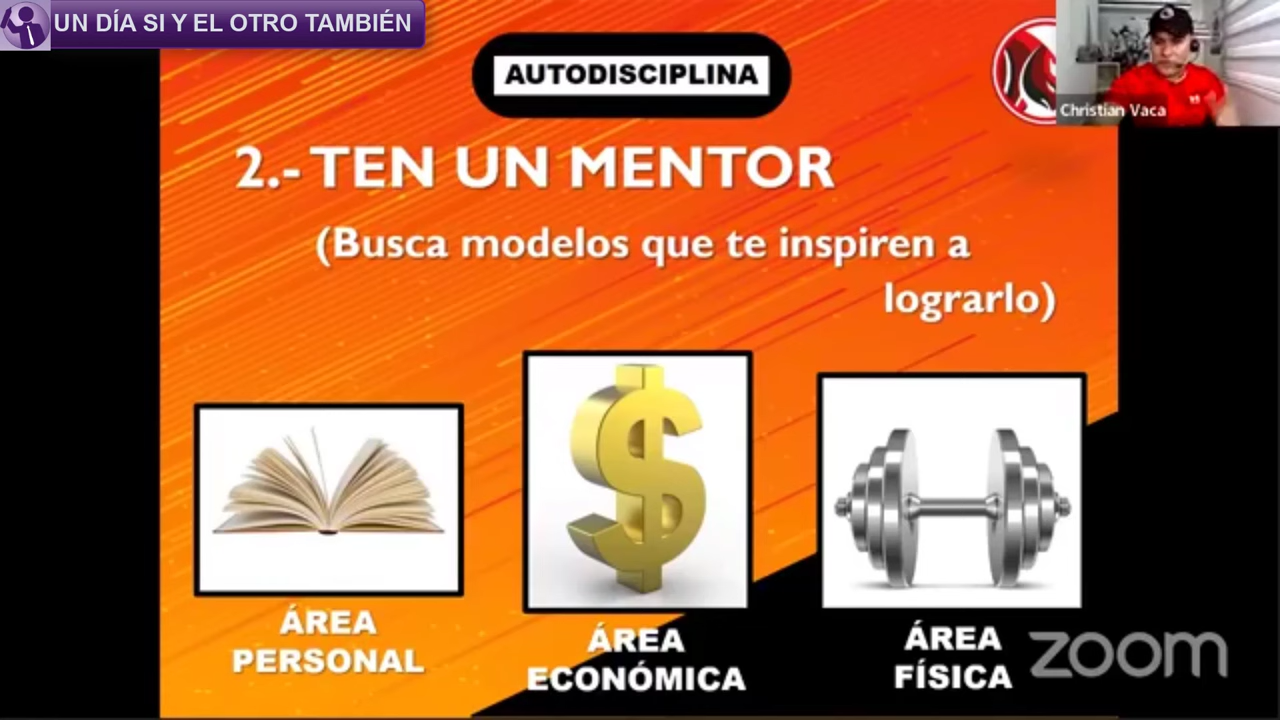 UN DÍA SI Y EL OTRO TAMBIÉN
AUTODISCIPLINA
Christian Vaca
2.- TEN UN MENTOR
(Busca modelos que te inspiren a
lograrlo)
ÁREA
PERSONAL
ÁREA
ECONÓMICA
ÁREA
FÍSICA
zoom